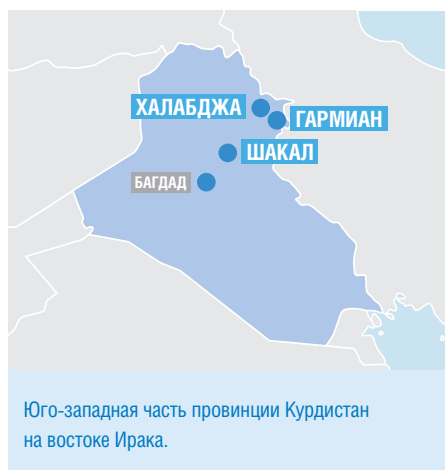 ХАЛАБДЖА
ГАРМИАН
ШАКАЛ
БАГДАД
Юго-западная часть провинции Курдистан
на востоке Ирака.